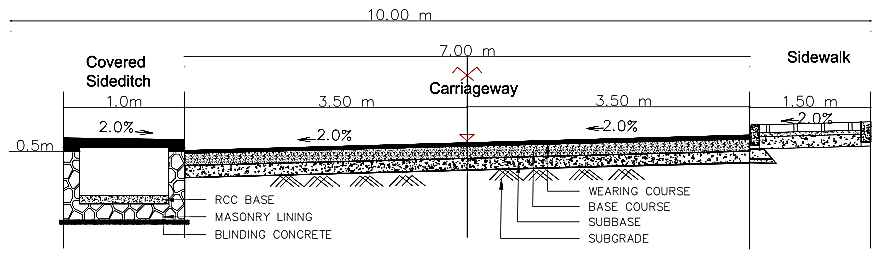 10.00 m
Covered
Sideditch
7.00 m
Sidewalk
Carriageway
1.0m
3.50 m
3.50 m
1.50 m
2.0%
2.0%
2.0%
2.0%
0.5m
RCC BASE
MASONRY LINING
BLINDING CONCRETE
WEARING COURSE
BASE COURSE
SUBBASE
SUBGRADE